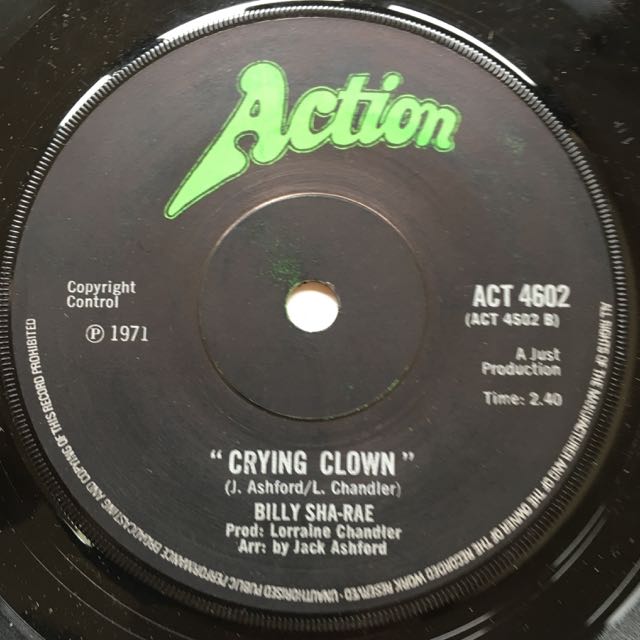 Action
Copyright
Control
Ⓟ 1971
ACT 4602
(ACT 4602 B)
A Just
Production
Time: 2.40
"CRYING CLOWN"
(J. Ashford/L. Chandler)
BILLY SHA-RAE
Prod: Lorraine Chandler
Arr: by Jack Ashford
ALL RIGHTS OF THE MANUFACTURER AND OF THE OWNER OF THE RECORDED WORK RESERVED. UNAUTHORISED PUBLIC PERFORMANCE BROADCASTING AND COPYING OF THIS RECORD PROHIBITED